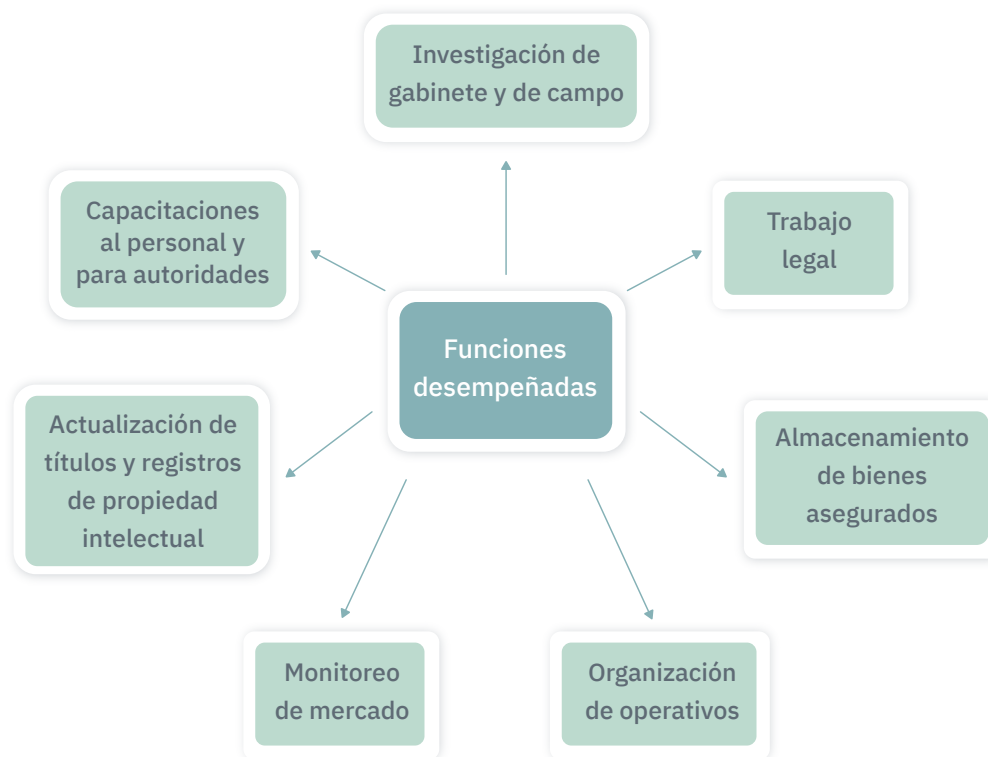 Investigación de
gabinete y de campo
Capacitaciones
al personal y
para autoridades
Trabajo
legal
Funciones
desempeñadas
Actualización de
títulos y registros
de propiedad
intelectual
Almacenamiento
de bienes
asegurados
Monitoreo
de mercado
Organización
de operativos